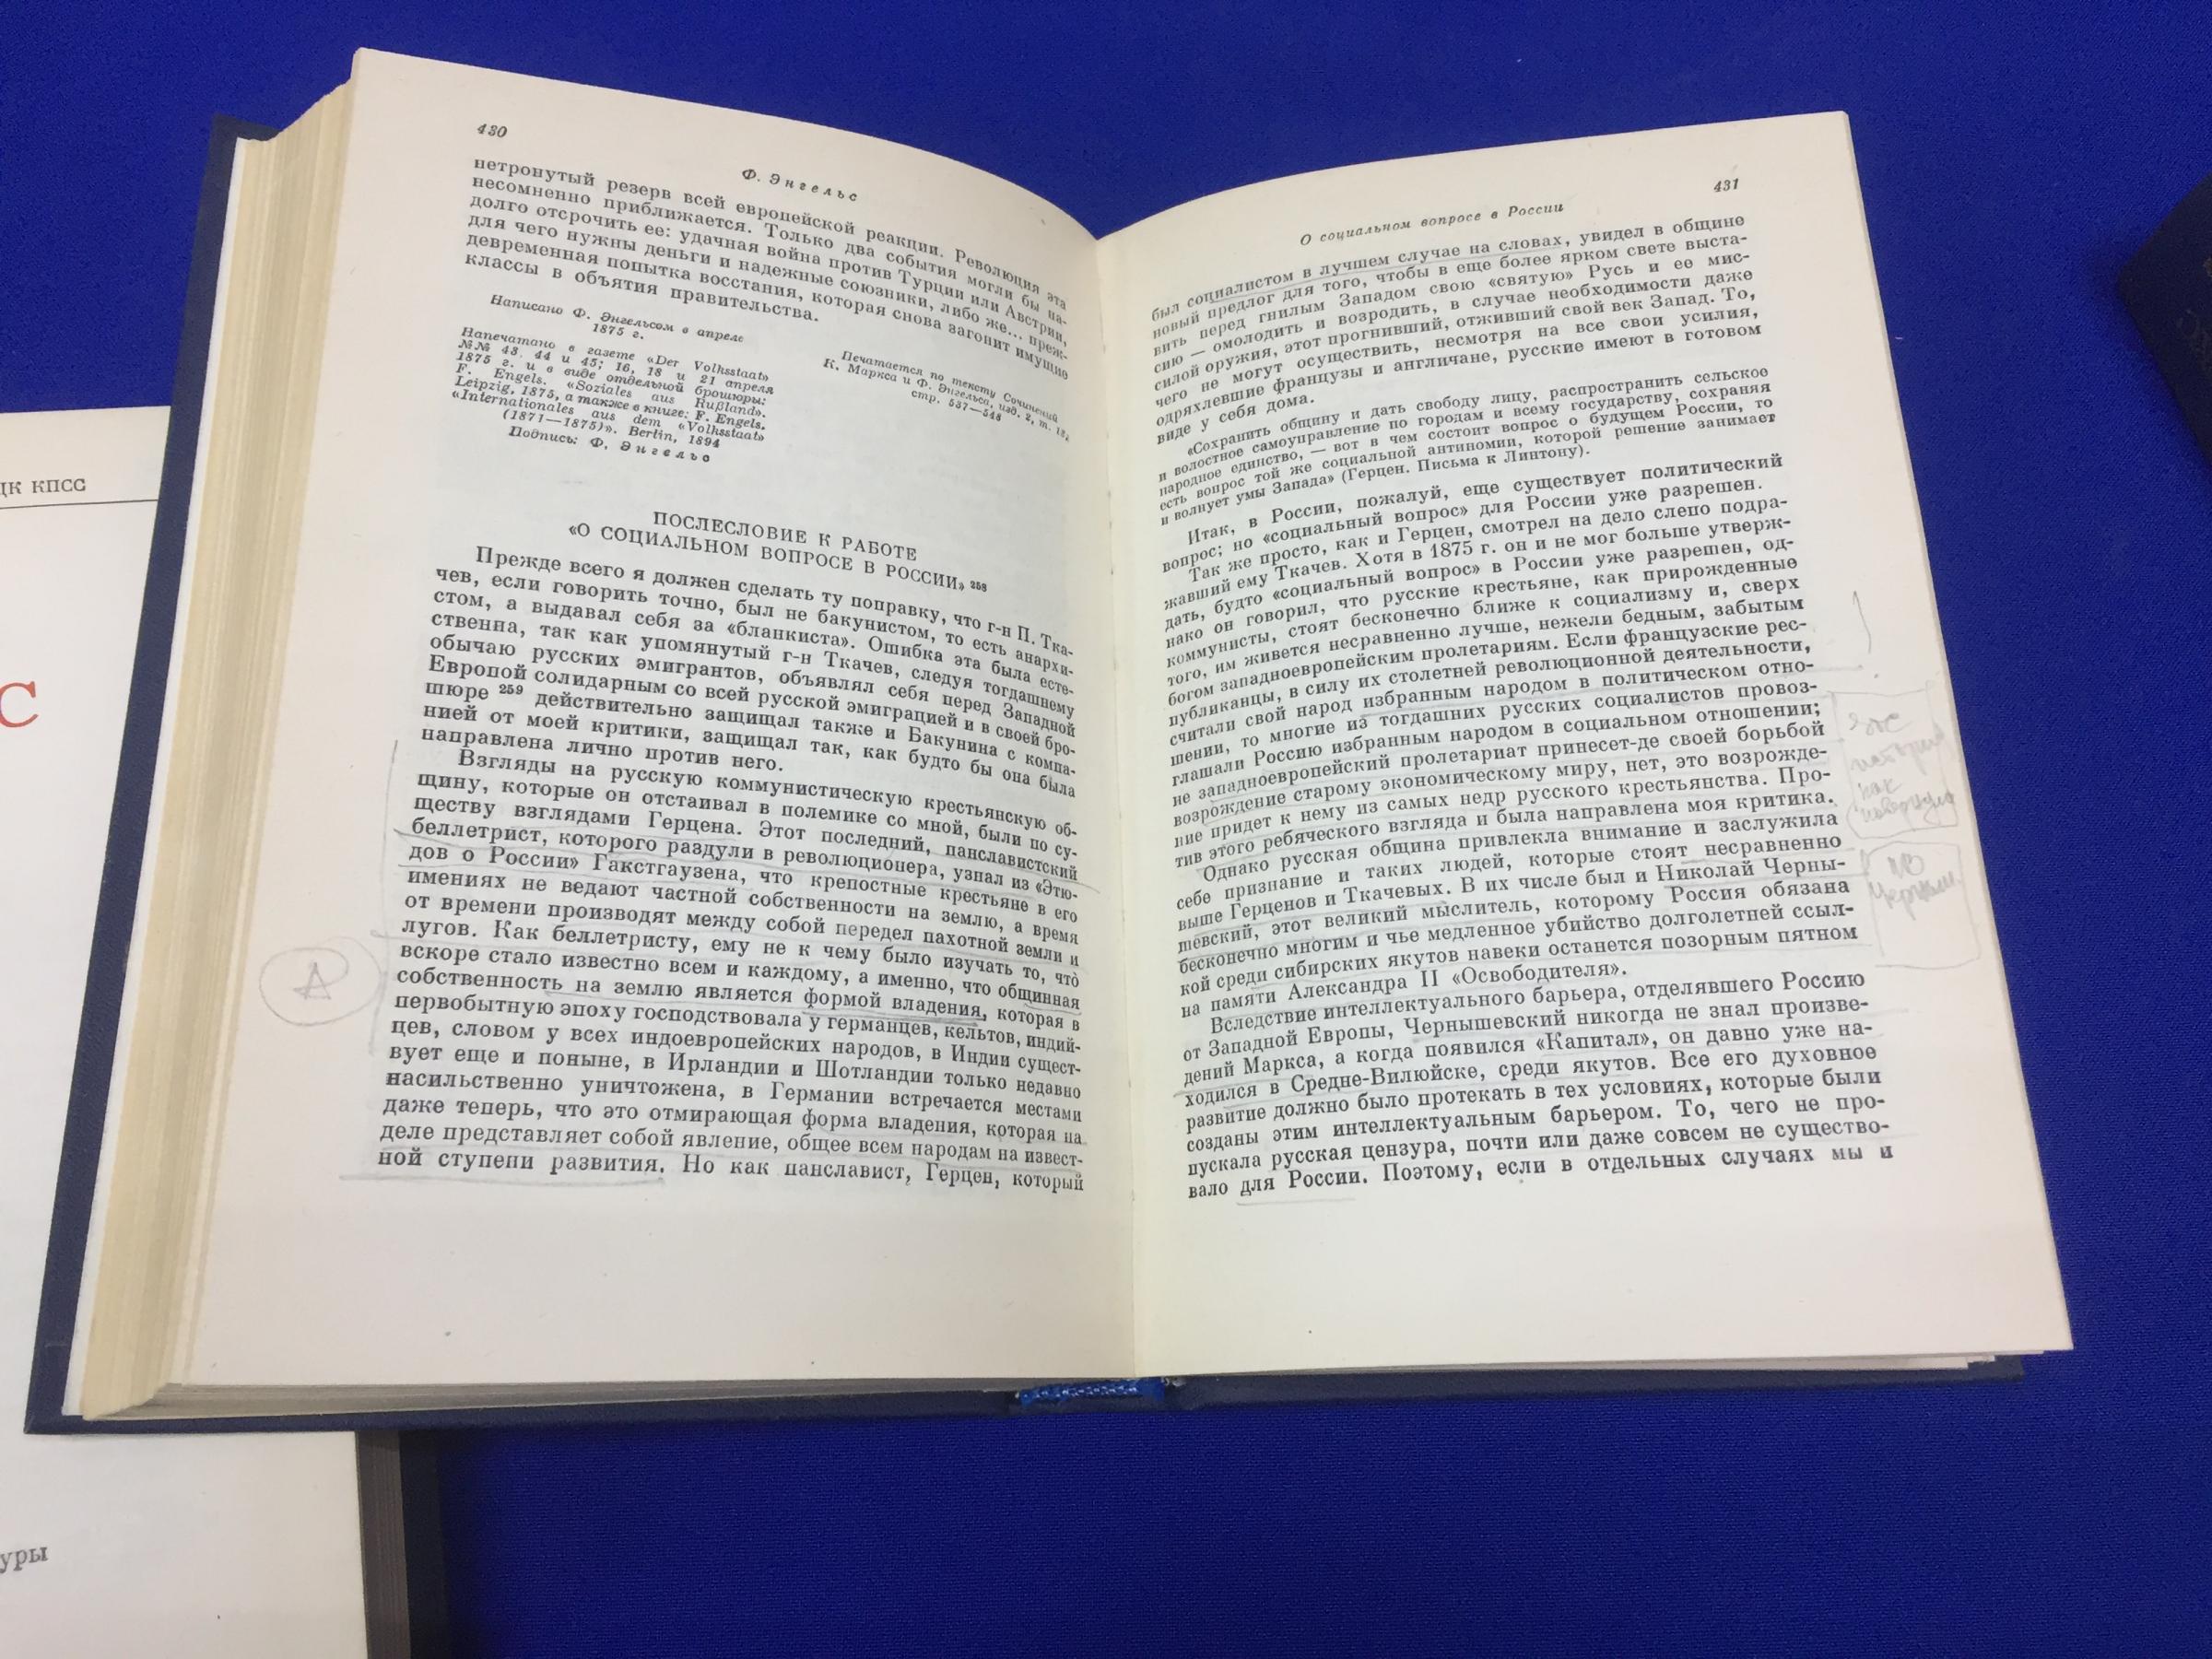 ЦК КПСС
С
уры
430
Ф. Энгельс
нетронутый резерв всей европейской реакции. Революция эта
несомненно приближается. Только два события могли бы на-
долго отсрочить ее: удачная война против Турции или Австрии,
для чего нужны деньги и надежные союзники, либо же... преж-
девременная попытка восстания, которая снова загонит имущие
классы в объятия правительства.
Написано Ф. Энгельсом в апреле
1875 г.
Напечатано в газете «Der Volksstaat»
№№ 43, 44 и 45; 16, 18 и 21 апреля
1875 г. и в виде отдельной брошюры:
F. Engels. «Soziales aus Rußland».
Leipzig, 1875, а также в книге: F. Engels.
«Internationales aus dem «Volksstaat»
(1871—1875)». Berlin, 1894
Подпись: Ф. Энгельс
Печатается по тексту Сочинений
К. Маркса и Ф. Энгельса, изд. 2, т. 18,
стр. 537—548
ПОСЛЕСЛОВИЕ К РАБОТЕ
«О СОЦИАЛЬНОМ ВОПРОСЕ В РОССИИ» 258
Прежде всего я должен сделать ту поправку, что г-н П. Тка-
чев, если говорить точно, был не бакунистом, то есть анархи-
стом, а выдавал себя за «бланкиста». Ошибка эта была есте-
ственна, так как упомянутый г-н Ткачев, следуя тогдашнему
обычаю русских эмигрантов, объявлял себя перед Западной
Европой солидарным со всей русской эмиграцией и в своей бро-
шюре 259 действительно защищал также и Бакунина с компа-
нией от моей критики, защищал так, как будто бы она была
направлена лично против него.
Взгляды на русскую коммунистическую крестьянскую об-
щину, которые он отстаивал в полемике со мной, были по су-
ществу взглядами Герцена. Этот последний, панславистский
беллетрист, которого раздули в революционера, узнал из «Этю-
дов о России» Гакстгаузена, что крепостные крестьяне в его
имениях не ведают частной собственности на землю, а время
от времени производят между собой передел пахотной земли и
лугов. Как беллетристу, ему не к чему было изучать то, что
вскоре стало известно всем и каждому, а именно, что общинная
собственность на землю является формой владения, которая в
первобытную эпоху господствовала у германцев, кельтов, индий-
цев, словом у всех индоевропейских народов, в Индии сущест-
вует еще и поныне, в Ирландии и Шотландии только недавно
насильственно уничтожена, в Германии встречается местами
даже теперь, что это отмирающая форма владения, которая на
деле представляет собой явление, общее всем народам на извест-
ной ступени развития. Но как панславист, Герцен, который
А
О социальном вопросе в России
431
был социалистом в лучшем случае на словах, увидел в общине
новый предлог для того, чтобы в еще более ярком свете выста-
вить перед гнилым Западом свою «святую» Русь и ее мис-
сию — омолодить и возродить, в случае необходимости даже
силой оружия, этот прогнивший, отживший свой век Запад. То,
чего не могут осуществить, несмотря на все свои усилия,
одряхлевшие французы и англичане, русские имеют в готовом
виде у себя дома.
«Сохранить общину и дать свободу лицу, распространить сельское
и волостное самоуправление по городам и всему государству, сохраняя
народное единство, — вот в чем состоит вопрос о будущем России, то
есть вопрос той же социальной антиномии, которой решение занимает
и волнует умы Запада» (Герцен. Письма к Линтону).
Итак, в России, пожалуй, еще существует политический
вопрос; но «социальный вопрос» для России уже разрешен.
Так же просто, как и Герцен, смотрел на дело слепо подра-
жавший ему Ткачев. Хотя в 1875 г. он и не мог больше утверж-
дать, будто «социальный вопрос» в России уже разрешен, од-
нако он говорил, что русские крестьяне, как прирожденные
коммунисты, стоят бесконечно ближе к социализму и, сверх
того, им живется несравненно лучше, нежели бедным, забытым
богом западноевропейским пролетариям. Если французские рес-
публиканцы, в силу их столетней революционной деятельности,
считали свой народ избранным народом в политическом отно-
шении, то многие из тогдашних русских социалистов провоз-
глашали Россию избранным народом в социальном отношении;
не западноевропейский пролетариат принесет-де своей борьбой
возрождение старому экономическому миру, нет, это возрожде-
ние придет к нему из самых недр русского крестьянства. Про-
тив этого ребяческого взгляда и была направлена моя критика.
Однако русская община привлекла внимание и заслужила
себе признание и таких людей, которые стоят несравненно
выше Герценов и Ткачевых. В их числе был и Николай Черны-
шевский, этот великий мыслитель, которому Россия обязана
бесконечно многим и чье медленное убийство долголетней ссыл-
кой среди сибирских якутов навеки останется позорным пятном
на памяти Александра II «Освободителя».
Вследствие интеллектуального барьера, отделявшего Россию
от Западной Европы, Чернышевский никогда не знал произве-
дений Маркса, а когда появился «Капитал», он давно уже на-
ходился в Средне-Вилюйске, среди якутов. Все его духовное
развитие должно было протекать в тех условиях, которые были
созданы этим интеллектуальным барьером. То, чего не про-
пускала русская цензура, почти или даже совсем не существо-
вало для России. Поэтому, если в отдельных случаях мы и